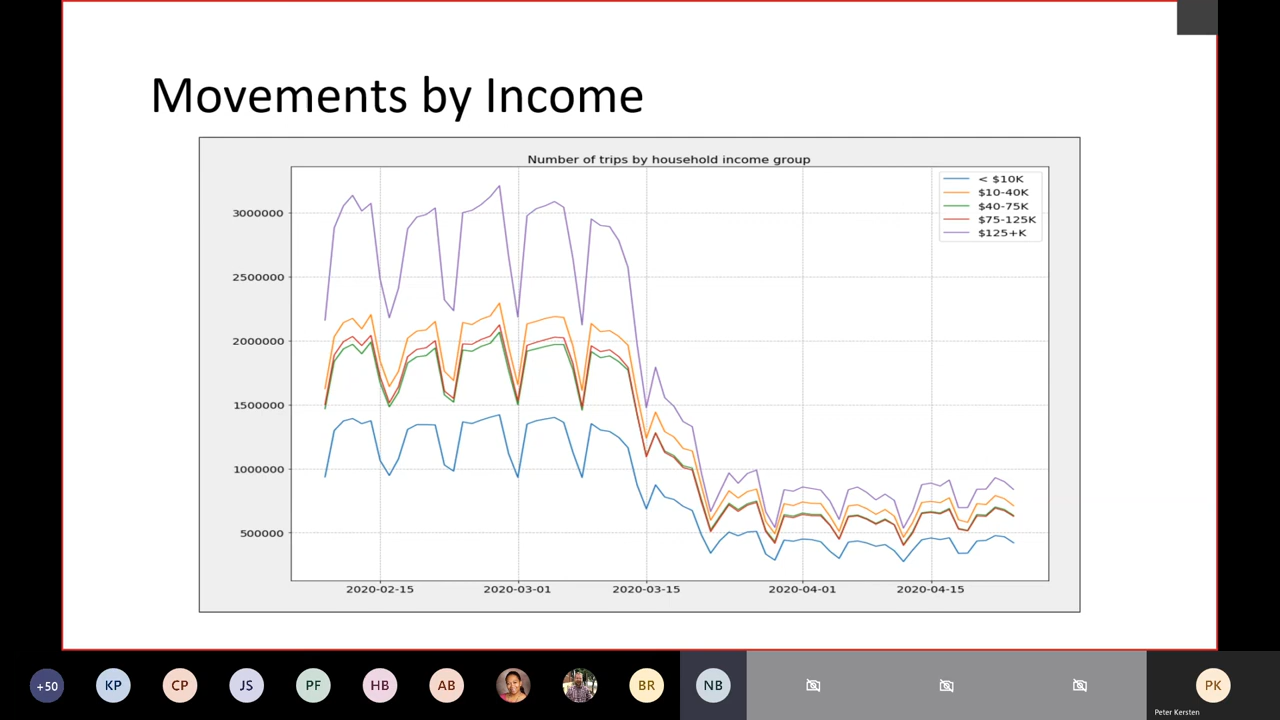 Movements by Income
Number of trips by household income group
< $10K
$10-40K
$40-75K
$75-125K
$125+K
3000000
2500000
2000000
1500000
1000000
500000
2020-02-15 2020-03-01 2020-03-15 2020-04-01 2020-04-15
+50 KP CP JS PF HB AB BR NB PK
Peter Kersten